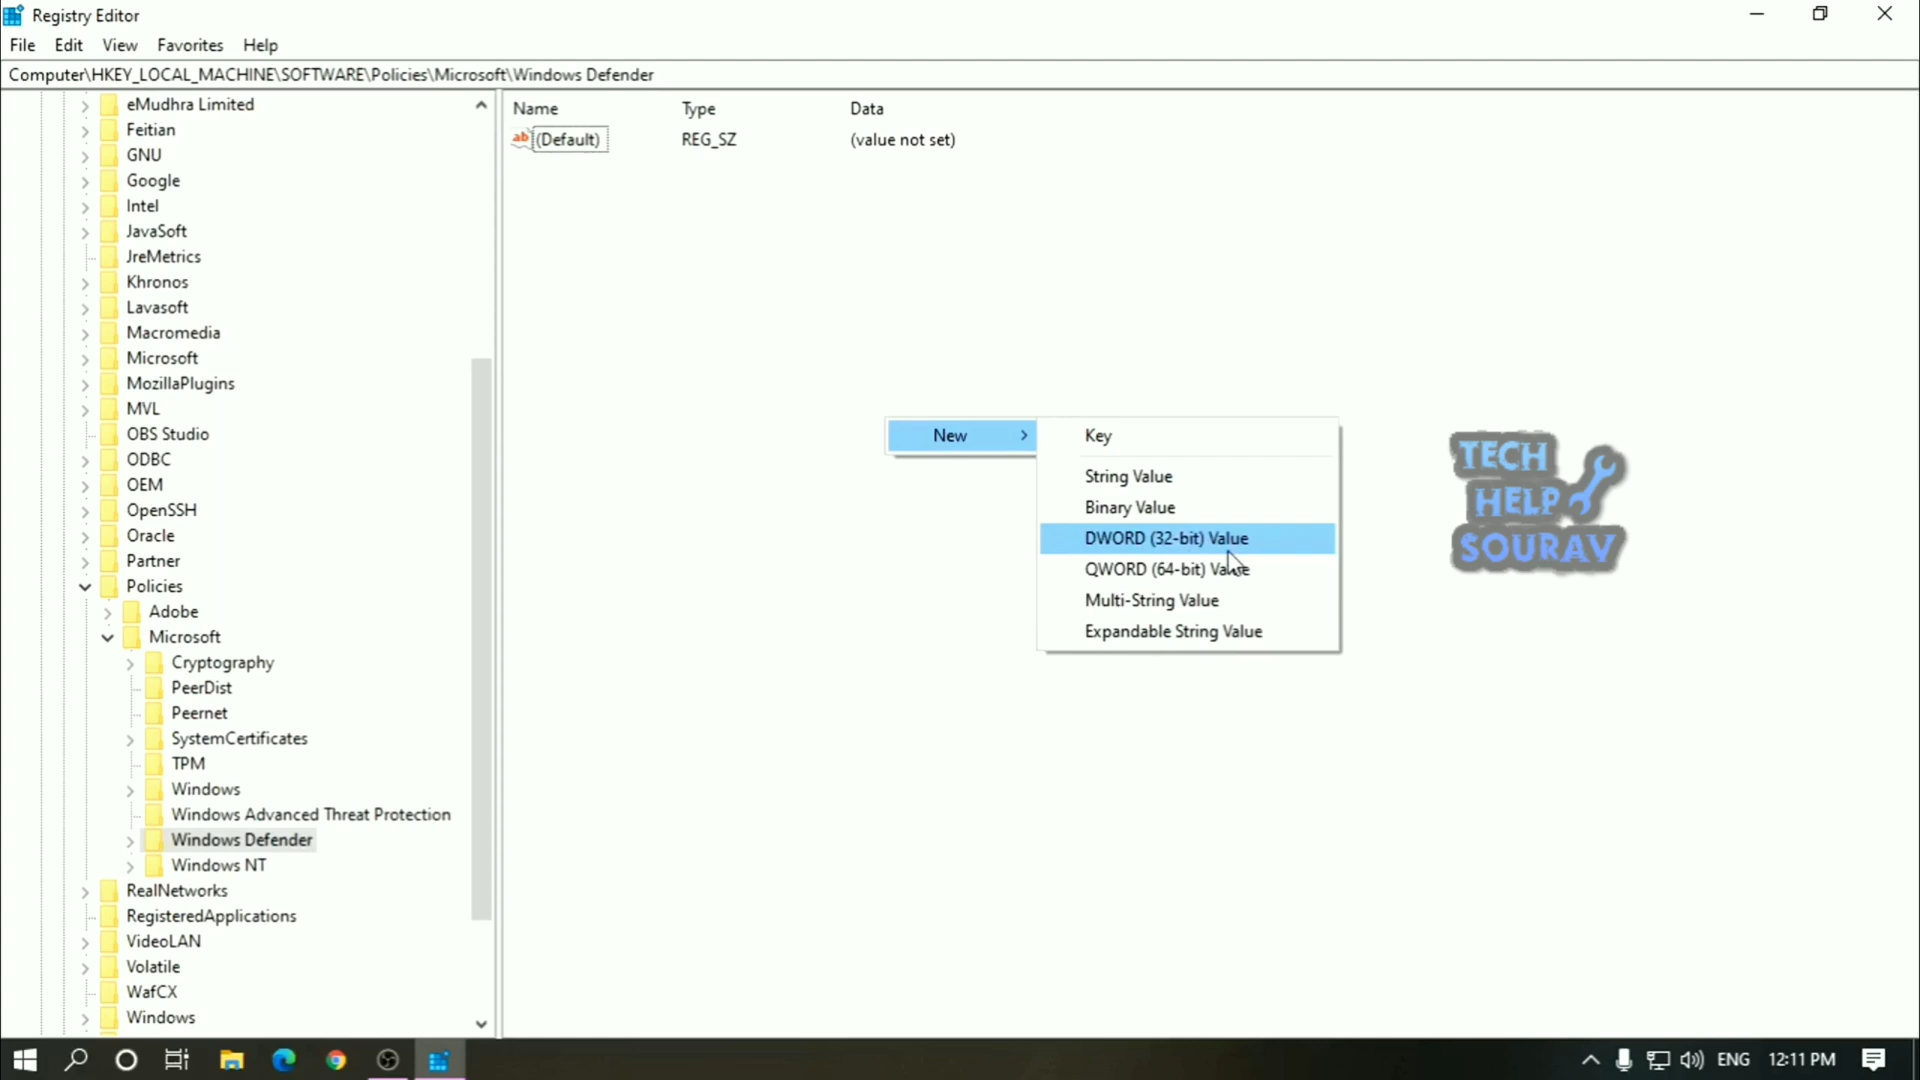 Registry Editor
File Edit View Favorites Help
Computer\HKEY_LOCAL_MACHINE\SOFTWARE\Policies\Microsoft\Windows Defender
eMudhra Limited
Feitian
GNU
Google
Intel
JavaSoft
JreMetrics
Khronos
Lavasoft
Macromedia
Microsoft
MozillaPlugins
MVL
OBS Studio
ODBC
OEM
OpenSSH
Oracle
Partner
Policies
Adobe
Microsoft
Cryptography
PeerDist
Peernet
SystemCertificates
TPM
Windows
Windows Advanced Threat Protection
Windows Defender
Windows NT
RealNetworks
RegisteredApplications
VideoLAN
Volatile
WafCX
Windows
Name Type Data
ab (Default) REG_SZ (value not set)
New
Key
String Value
Binary Value
DWORD (32-bit) Value
QWORD (64-bit) Value
Multi-String Value
Expandable String Value
TECH
HELP
SOURAV
ENG 12:11 PM